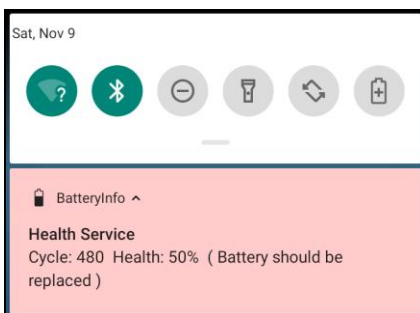 Sat, Nov 9
?
BatteryInfo
Health Service
Cycle: 480 Health: 50% ( Battery should be
replaced )